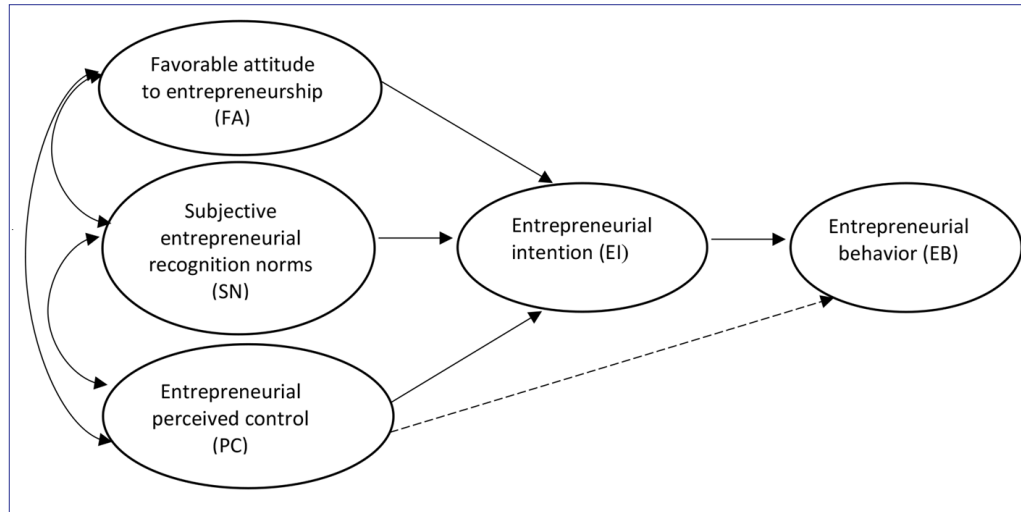 Favorable attitude
to entrepreneurship
(FA)
Subjective
entrepreneurial
recognition norms
(SN)
Entrepreneurial
perceived control
(PC)
Entrepreneurial
intention (EI)
Entrepreneurial
behavior (EB)